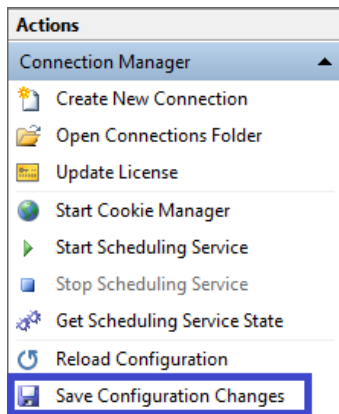 Actions
Connection Manager
Create New Connection
Open Connections Folder
Update License
Start Cookie Manager
Start Scheduling Service
Stop Scheduling Service
Get Scheduling Service State
Reload Configuration
Save Configuration Changes